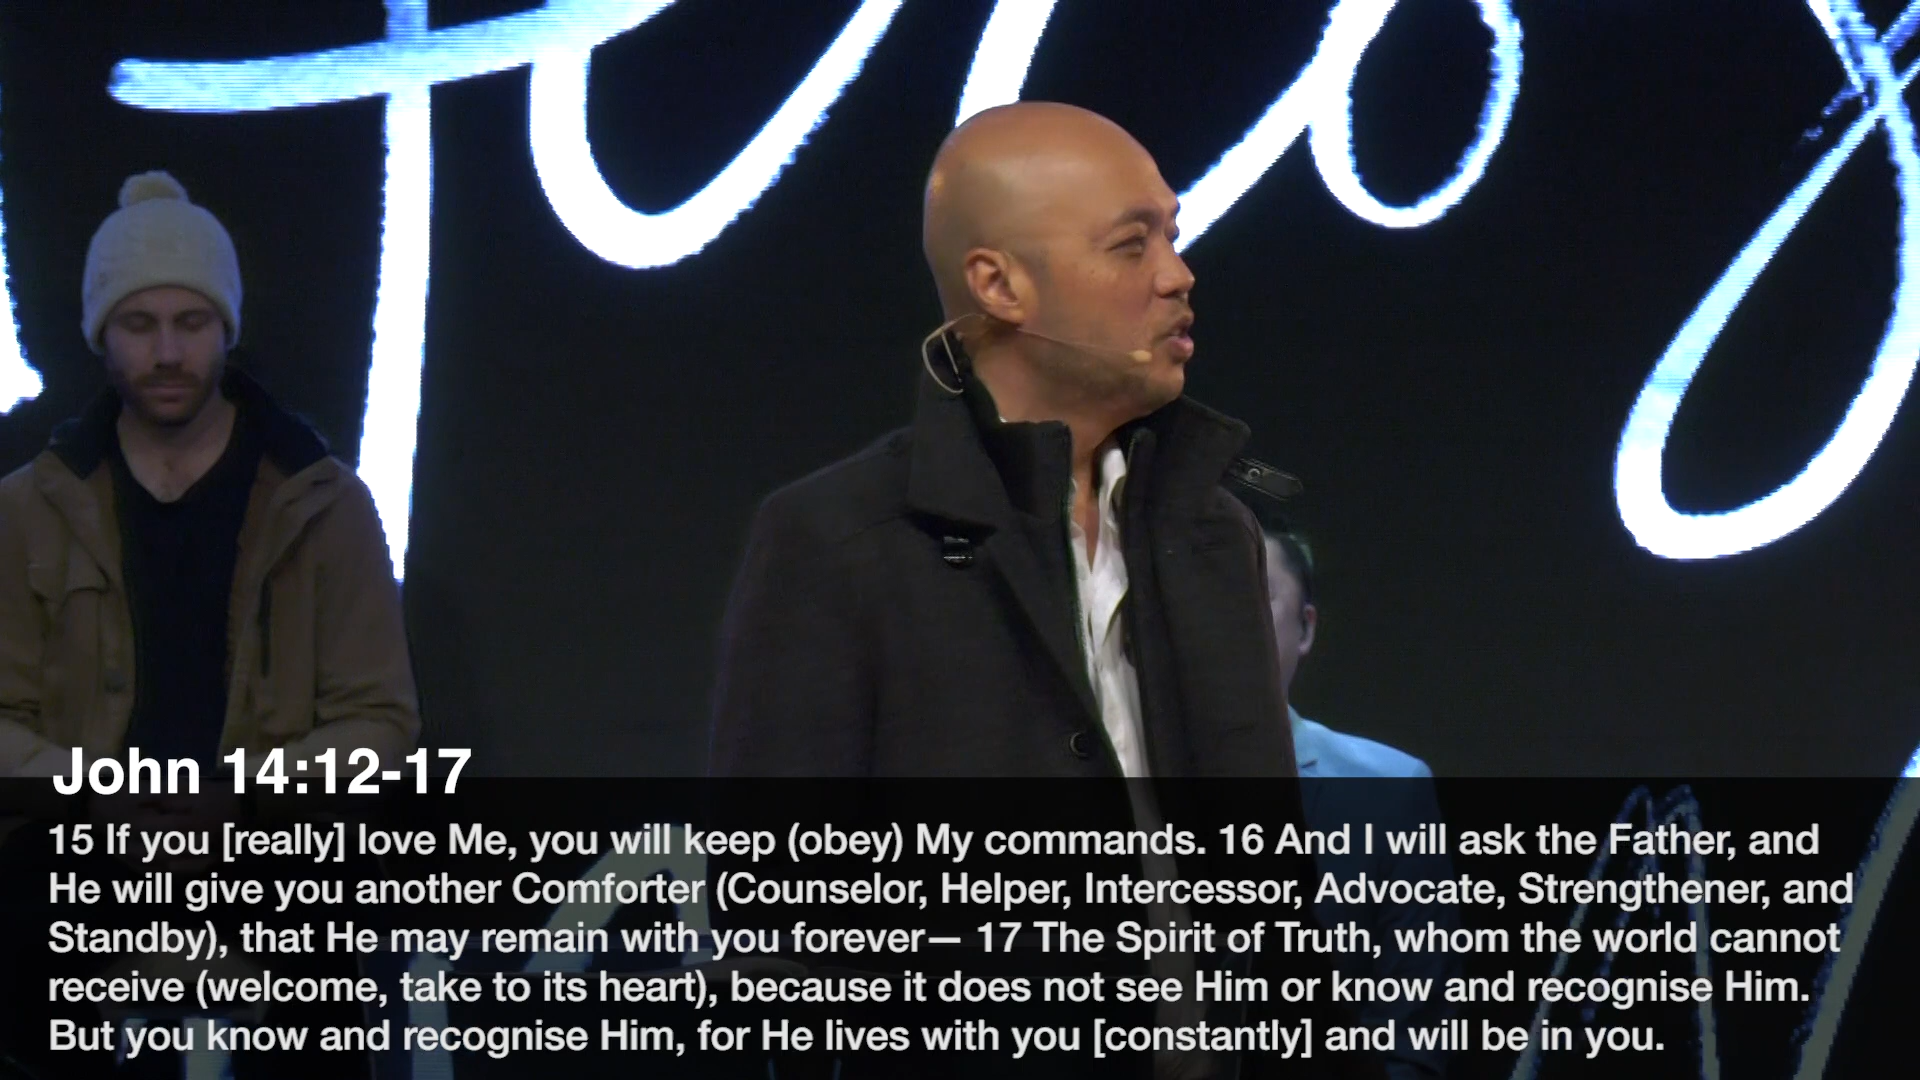 John 14:12-17
15 If you [really] love Me, you will keep (obey) My commands. 16 And I will ask the Father, and
He will give you another Comforter (Counselor, Helper, Intercessor, Advocate, Strengthener, and
Standby), that He may remain with you forever— 17 The Spirit of Truth, whom the world cannot
receive (welcome, take to its heart), because it does not see Him or know and recognise Him.
But you know and recognise Him, for He lives with you [constantly] and will be in you.